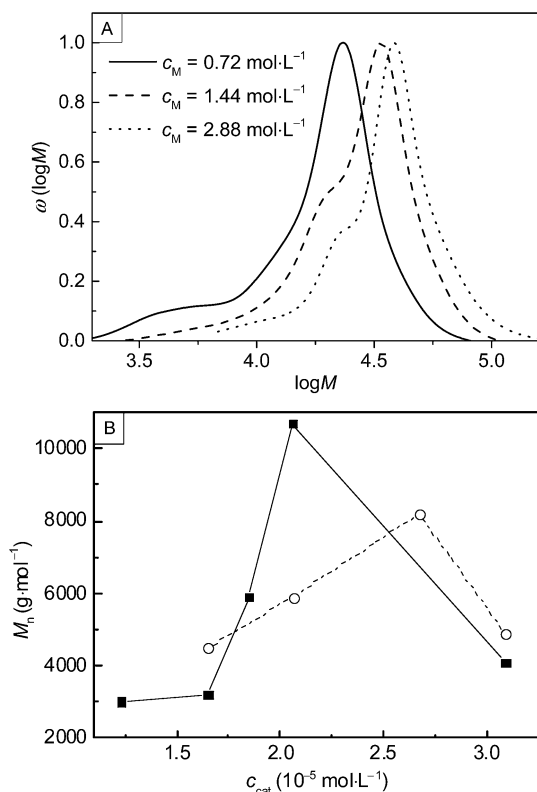 A
1.0
c_M = 0.72 mol·L⁻¹
c_M = 1.44 mol·L⁻¹
c_M = 2.88 mol·L⁻¹
0.8
0.6
0.4
0.2
0.0
ω (logM)
3.5 4.0 4.5 5.0
logM
B
10000
8000
6000
4000
2000
M_n (g·mol⁻¹)
1.5 2.0 2.5 3.0
c_cat (10⁻⁵ mol·L⁻¹)